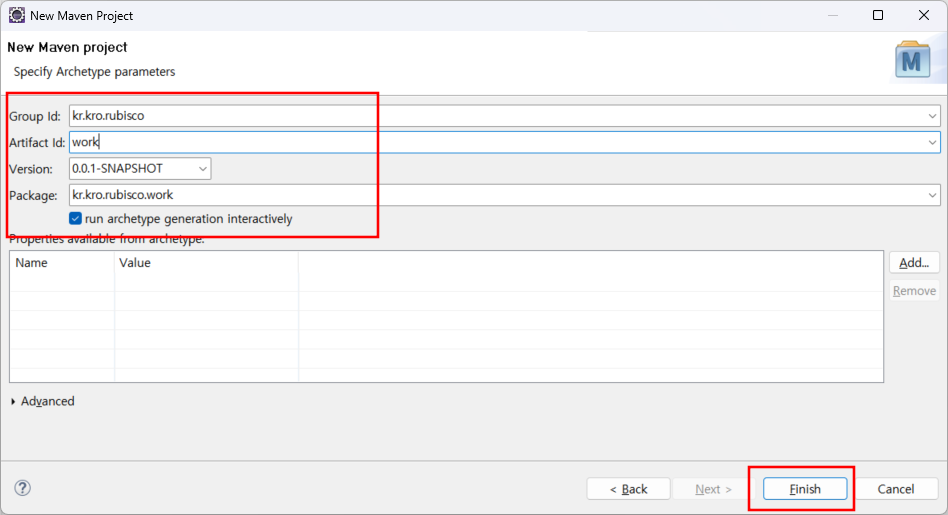 New Maven Project
New Maven project
Specify Archetype parameters
M
Group Id: kr.kro.rubisco
Artifact Id: work
Version: 0.0.1-SNAPSHOT
Package: kr.kro.rubisco.work
run archetype generation interactively
Properties available from archetype:
Name Value
Add...
Remove
Advanced
? < Back Next > Finish Cancel